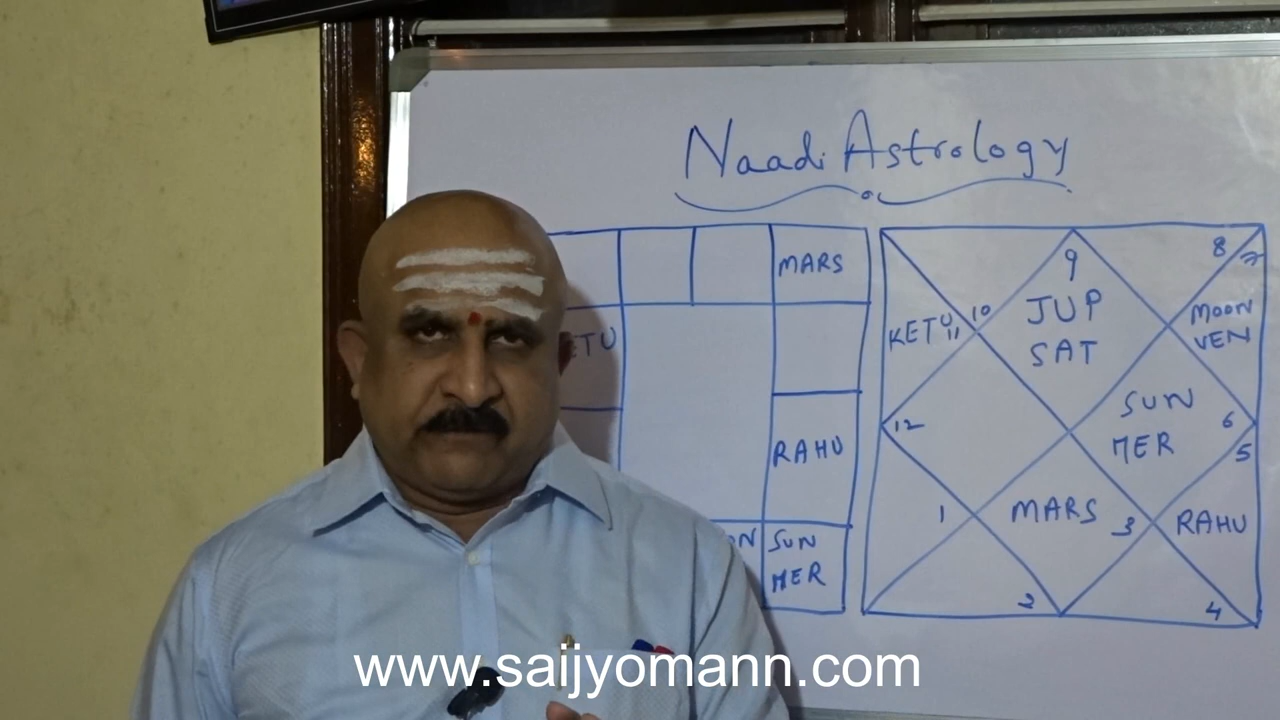 Naadi Astrology
MARS
RAHU
SUN
MER
9
JUP
SAT
8
7
MOON
VEN
10
KETU
11
12
SUN
MER
6
5
1
MARS
3
RAHU
2
4
www.saijyomann.com